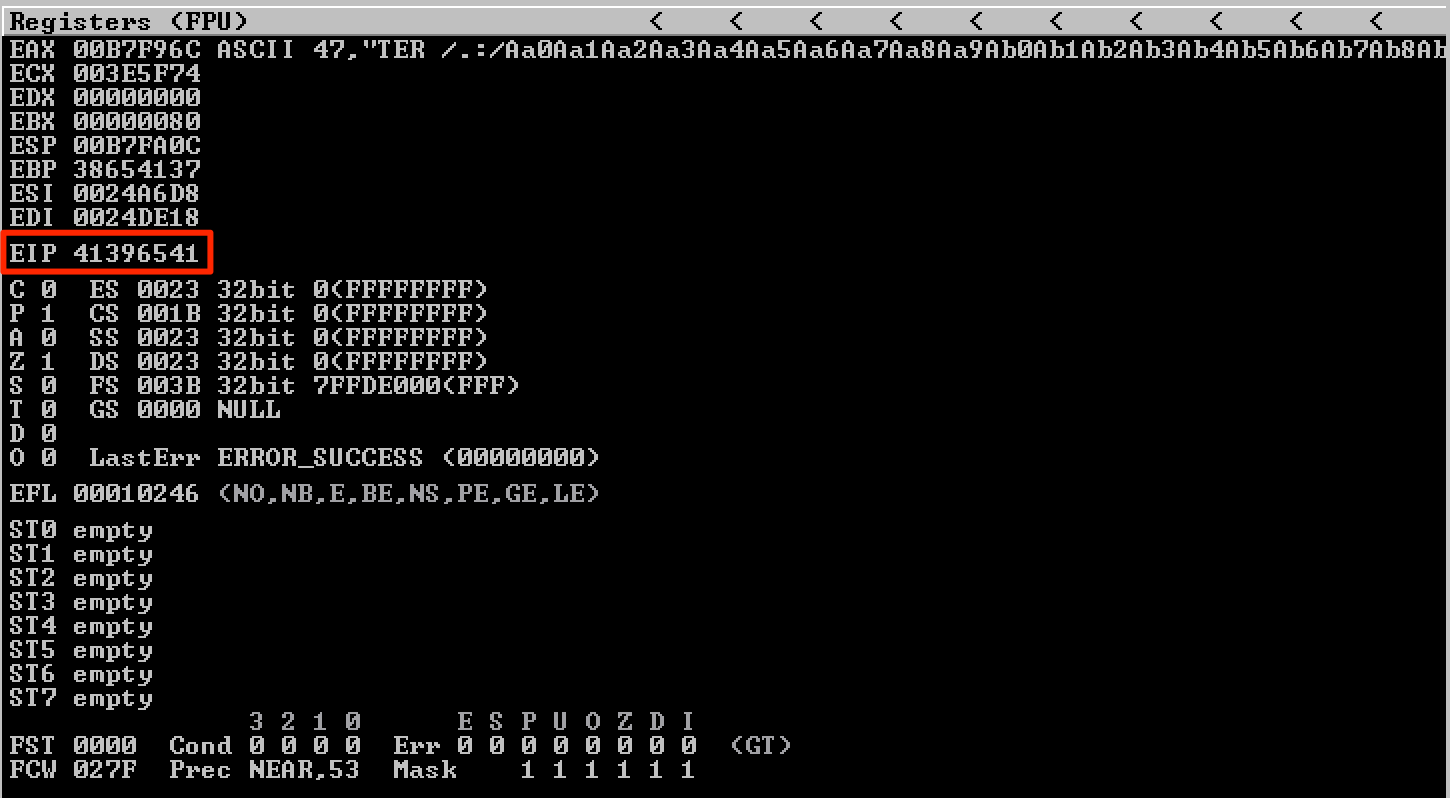 Registers (FPU) < < < < < < < < < <
EAX 00B7F96C ASCII 47,"TER /.:/Aa0Aa1Aa2Aa3Aa4Aa5Aa6Aa7Aa8Aa9Ab0Ab1Ab2Ab3Ab4Ab5Ab6Ab7Ab8Ab
ECX 003E5F74
EDX 00000000
EBX 00000080
ESP 00B7FA0C
EBP 38654137
ESI 0024A6D8
EDI 0024DE18
EIP 41396541
C 0 ES 0023 32bit 0(FFFFFFFF)
P 1 CS 001B 32bit 0(FFFFFFFF)
A 0 SS 0023 32bit 0(FFFFFFFF)
Z 1 DS 0023 32bit 0(FFFFFFFF)
S 0 FS 003B 32bit 7FFDE000(FFF)
T 0 GS 0000 NULL
D 0
O 0 LastErr ERROR_SUCCESS (00000000)
EFL 00010246 (NO,NB,E,BE,NS,PE,GE,LE)
ST0 empty
ST1 empty
ST2 empty
ST3 empty
ST4 empty
ST5 empty
ST6 empty
ST7 empty
3 2 1 0 E S P U O Z D I
FST 0000 Cond 0 0 0 0 Err 0 0 0 0 0 0 0 0 (GT)
FCW 027F Prec NEAR,53 Mask 1 1 1 1 1 1